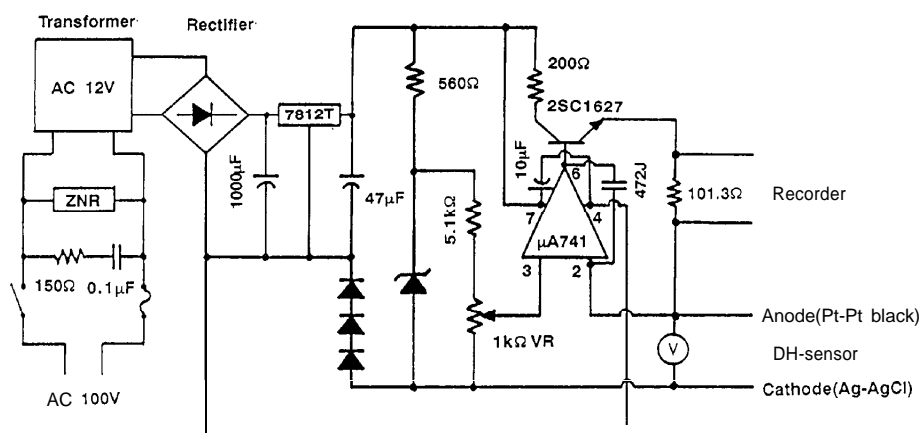 Transformer
Rectifier
AC 12V
7812T
ZNR
150Ω
0.1μF
AC 100V
1000μF
47μF
560Ω
5.1kΩ
1kΩ VR
200Ω
2SC1627
10μF
6
472J
7
4
μA741
3
2
101.3Ω
Recorder
Anode(Pt-Pt black)
V
DH-sensor
Cathode(Ag-AgCl)